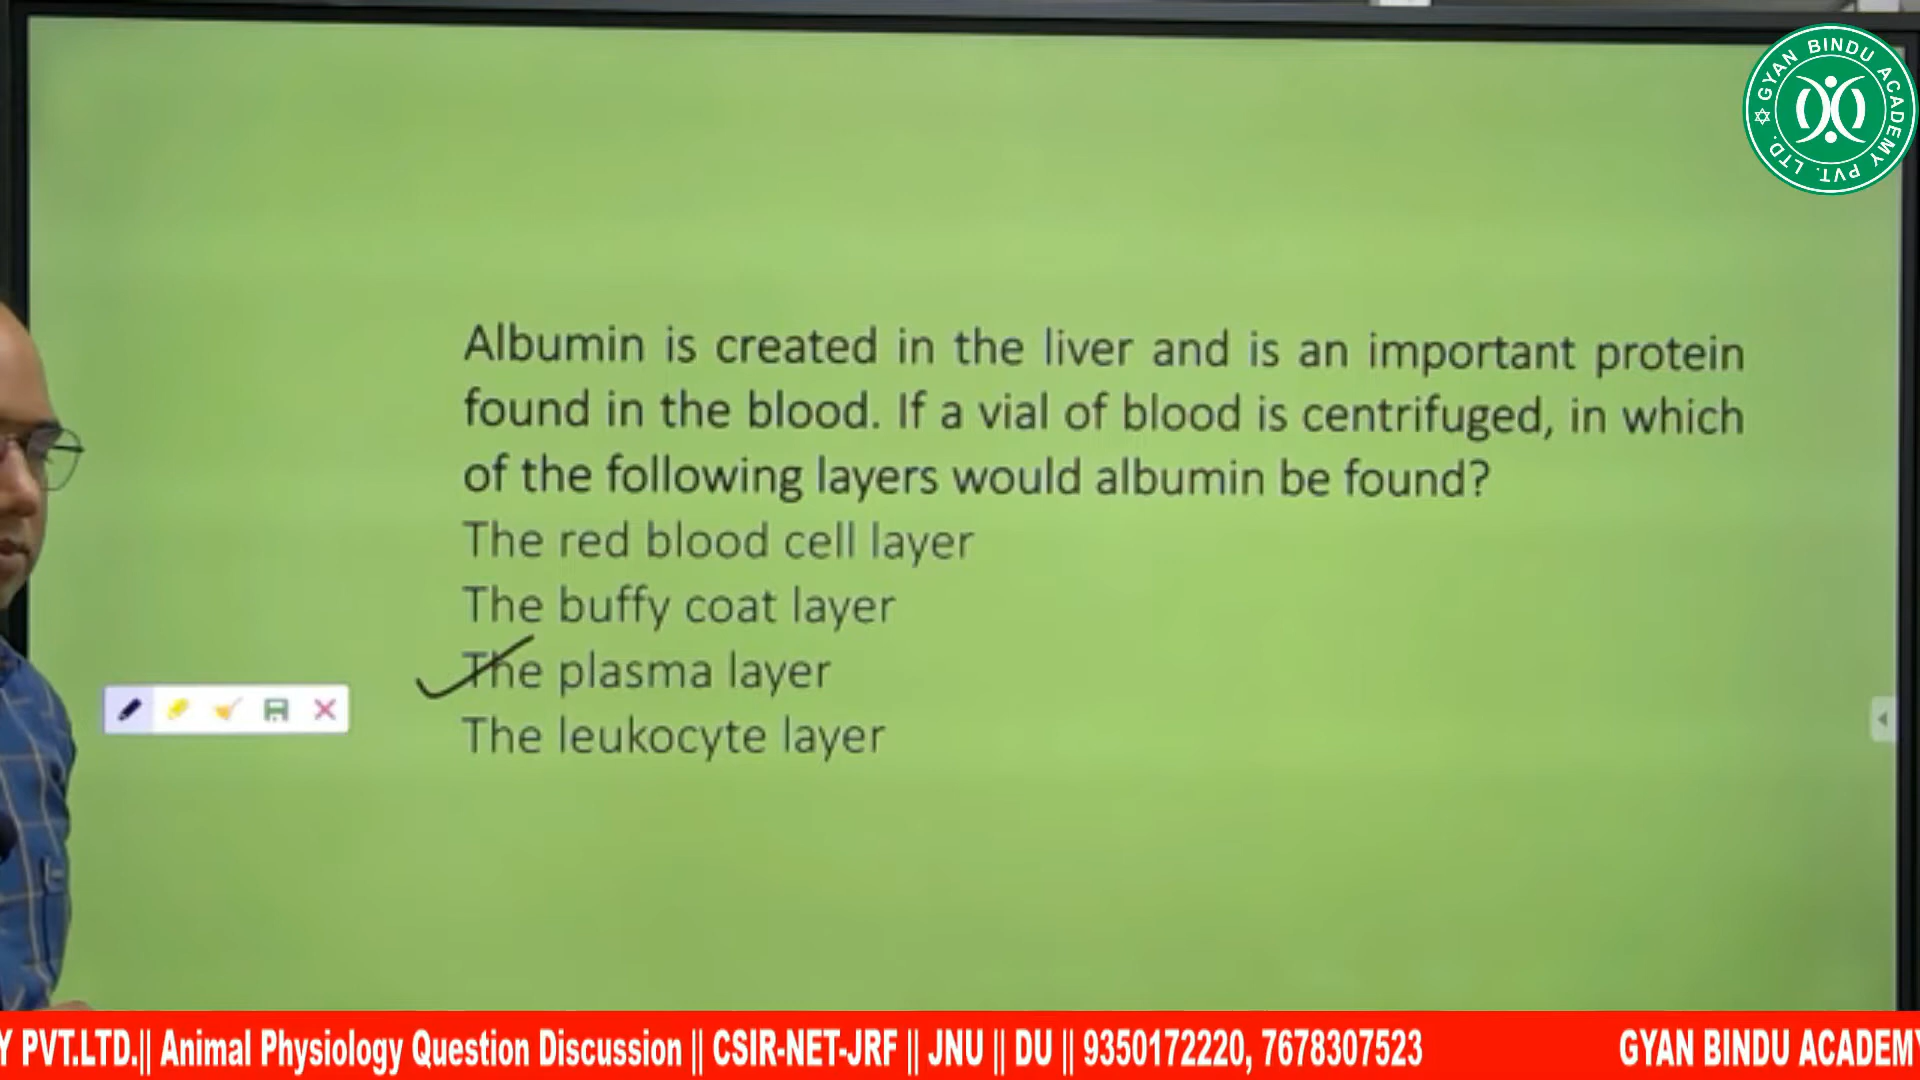 GYAN BINDU ACADEMY PVT. LTD.
Albumin is created in the liver and is an important protein
found in the blood. If a vial of blood is centrifuged, in which
of the following layers would albumin be found?
The red blood cell layer
The buffy coat layer
The plasma layer
The leukocyte layer
Y PVT.LTD.|| Animal Physiology Question Discussion || CSIR-NET-JRF || JNU || DU || 9350172220, 7678307523 GYAN BINDU ACADEMY